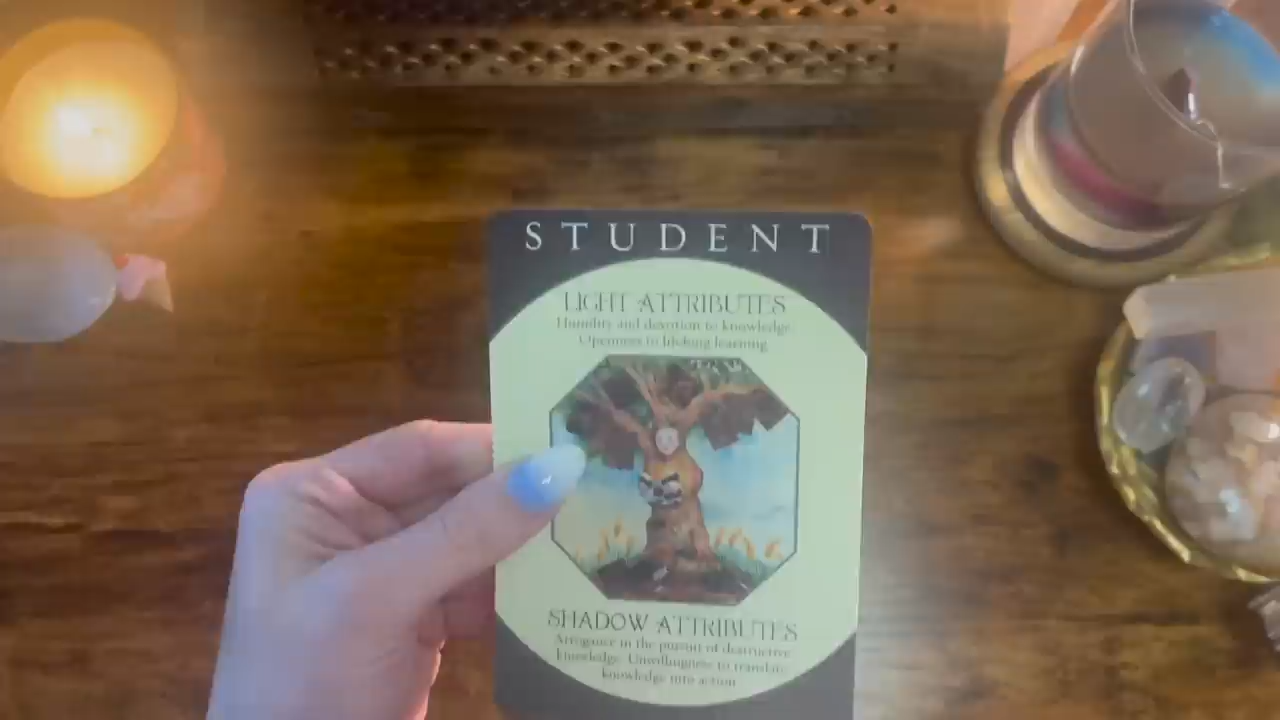 STUDENT
LIGHT ATTRIBUTES
Humility and devotion to knowledge.
Openness to lifelong learning.
SHADOW ATTRIBUTES
Arrogance in the pursuit of destructive
knowledge. Unwillingness to translate
knowledge into action.